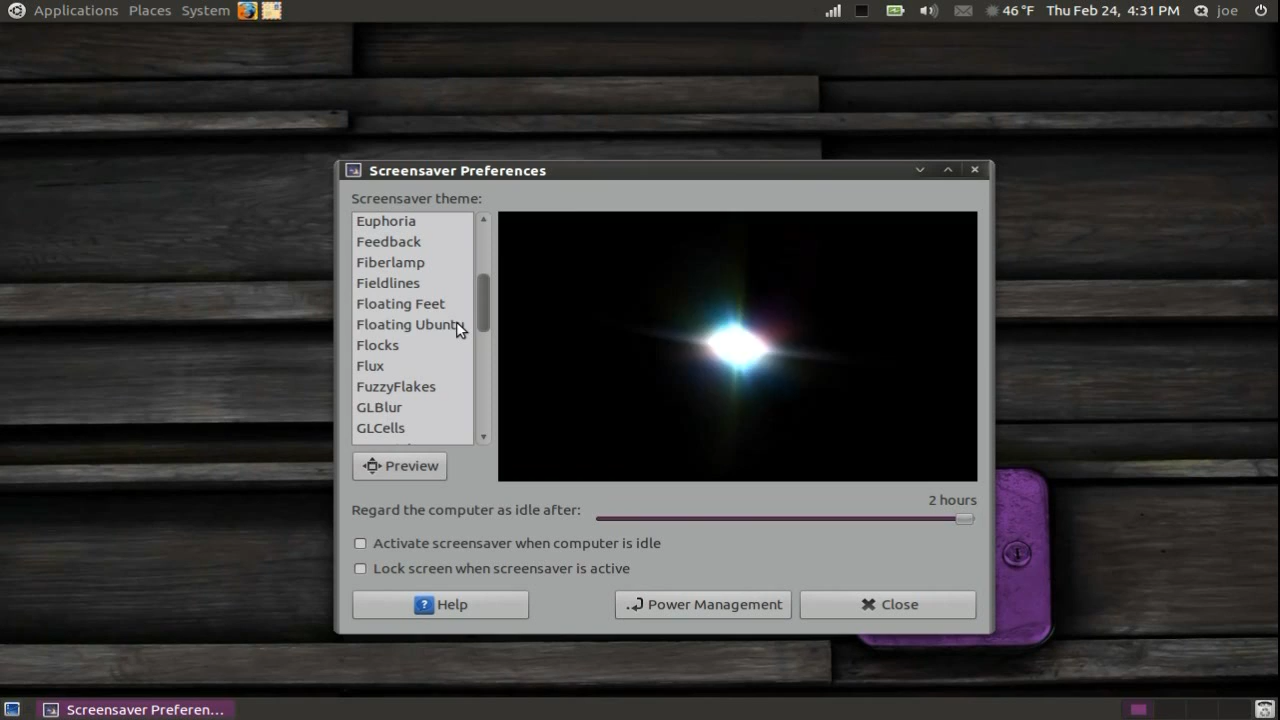 Applications Places System 46 °F Thu Feb 24, 4:31 PM joe
Screensaver Preferences
Screensaver theme:
Euphoria
Feedback
Fiberlamp
Fieldlines
Floating Feet
Floating Ubuntu
Flocks
Flux
FuzzyFlakes
GLBlur
GLCells
Preview
2 hours
Regard the computer as idle after:
Activate screensaver when computer is idle
Lock screen when screensaver is active
Help Power Management Close
Screensaver Preferen...